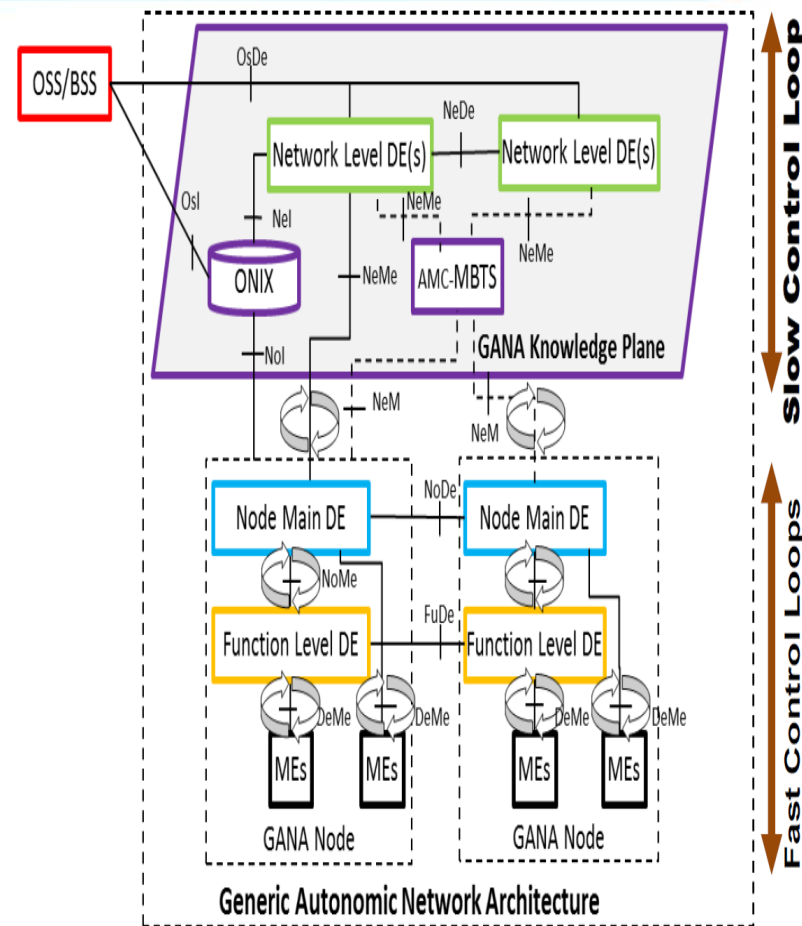 OSS/BSS
OsDe
Network Level DE(s)
NeDe
Network Level DE(s)
OsI
NeI
NeMe
NeMe
ONIX
NeMe
AMC-MBTS
NoI
GANA Knowledge Plane
NeM
NeM
Slow Control Loop
Node Main DE
NoDe
Node Main DE
NoMe
Function Level DE
FuDe
Function Level DE
DeMe
DeMe
DeMe
DeMe
MEs
MEs
MEs
MEs
GANA Node
GANA Node
Fast Control Loops
Generic Autonomic Network Architecture